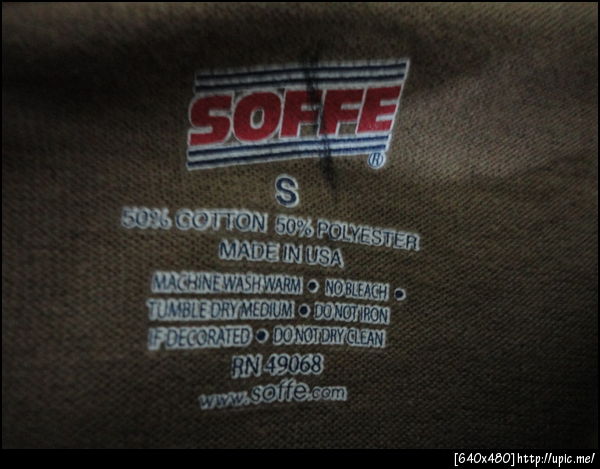 SOFFE
®
S
50% COTTON 50% POLYESTER
MADE IN USA
MACHINE WASH WARM • NO BLEACH •
TUMBLE DRY MEDIUM • DO NOT IRON
IF DECORATED • DO NOT DRY CLEAN
RN 49068
www.soffe.com
[640x480]http://upic.me/